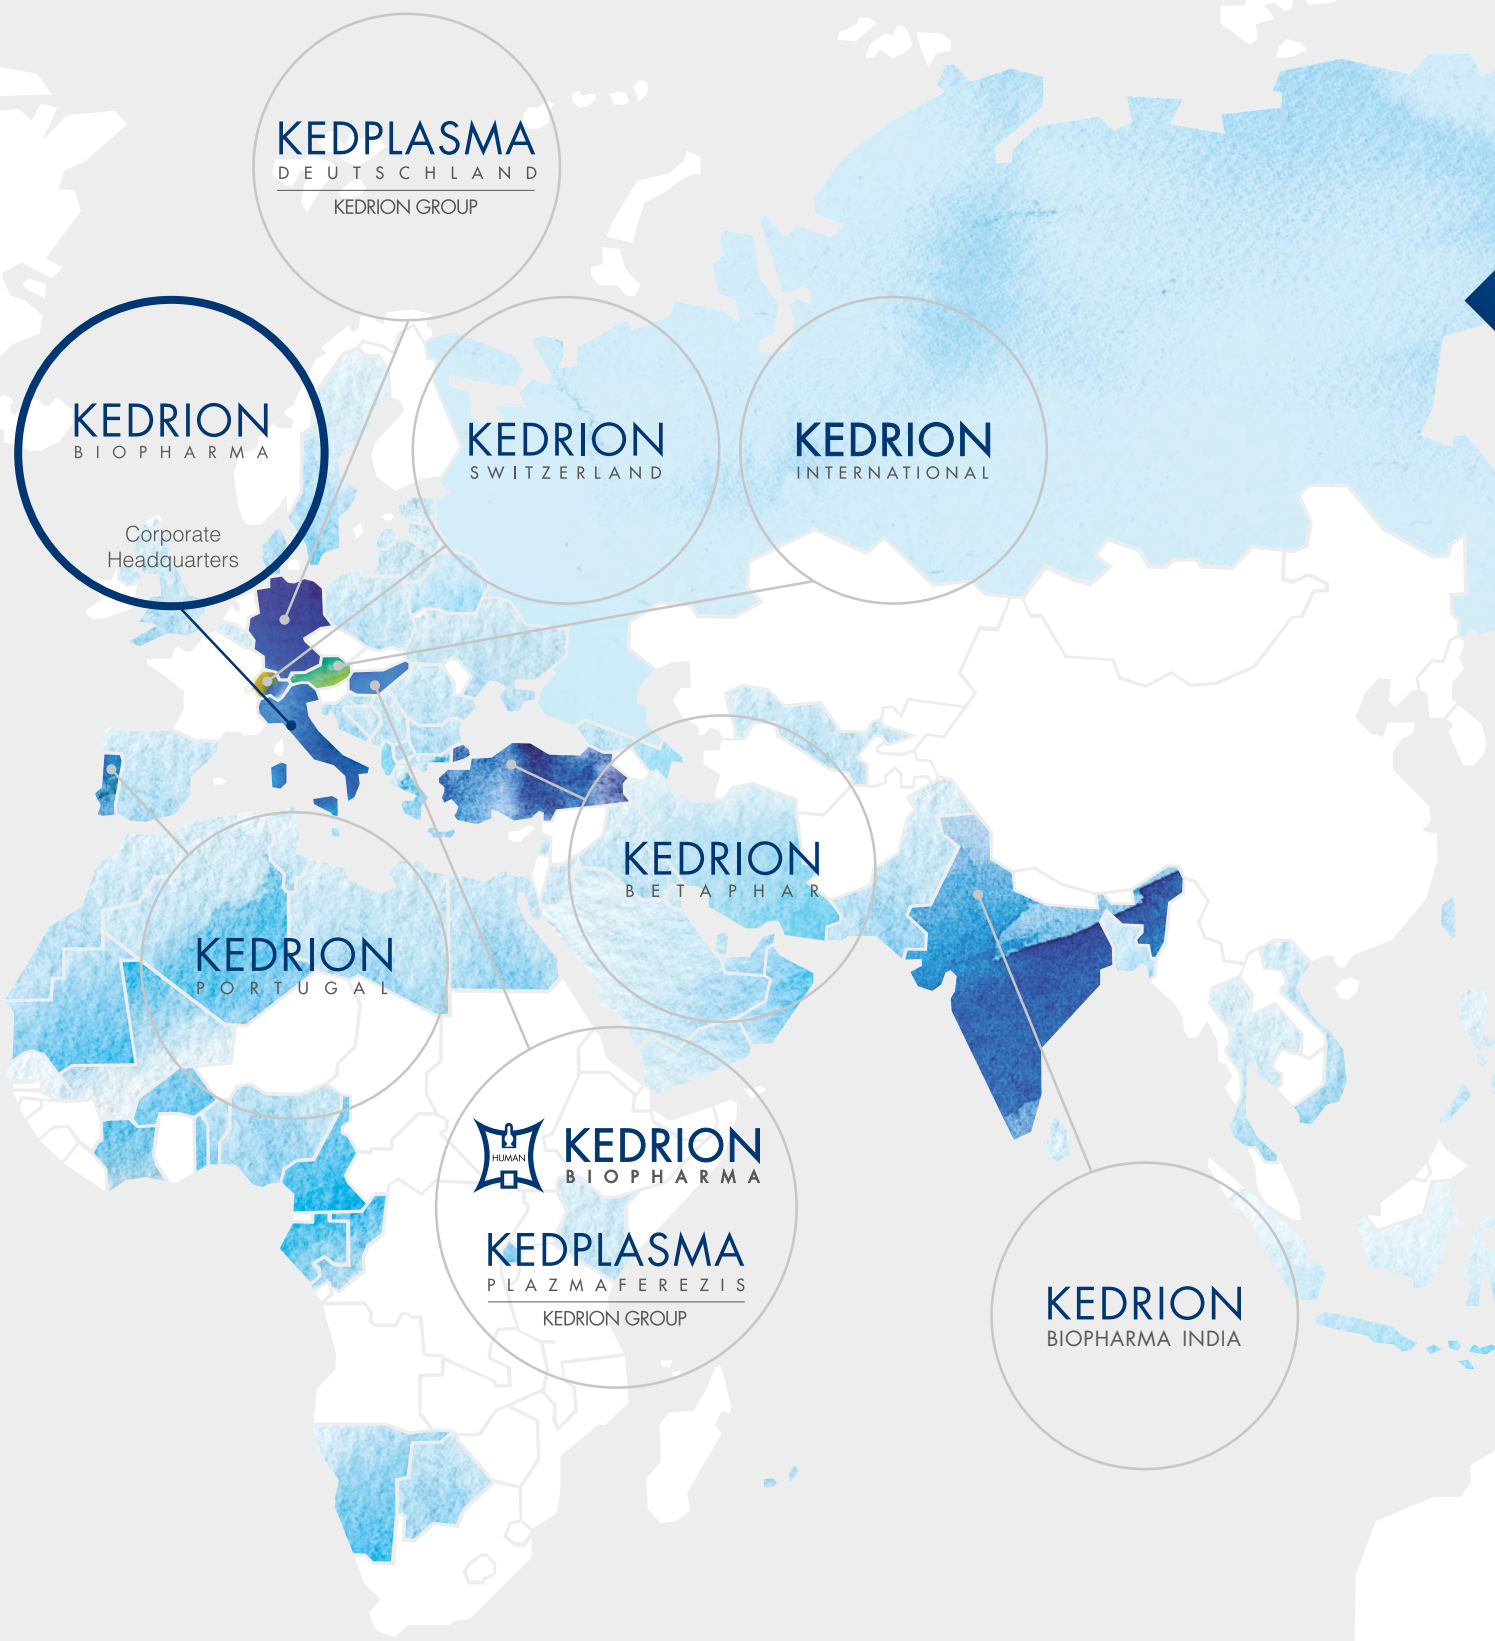 KEDPLASMA
DEUTSCHLAND
KEDRION GROUP
KEDRION
BIOPHARMA
Corporate
Headquarters
KEDRION
SWITZERLAND
KEDRION
INTERNATIONAL
KEDRION
BETAPHAR
KEDRION
PORTUGAL
HUMAN
KEDRION
BIOPHARMA
KEDPLASMA
PLAZMAFEREZIS
KEDRION GROUP
KEDRION
BIOPHARMA INDIA